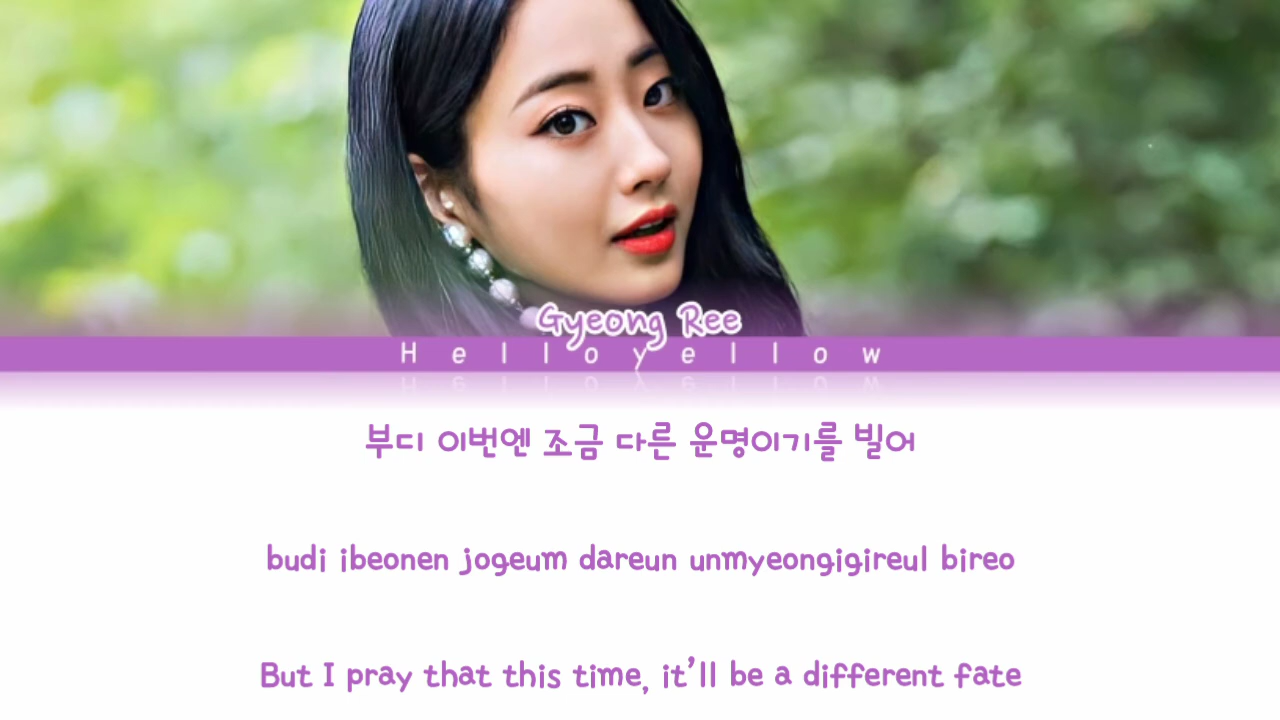 Gyeong Ree
Helloyellow
부디 이번엔 조금 다른 운명이기를 빌어
budi ibeonen jogeum dareun unmyeongigireul bireo
But I pray that this time, it'll be a different fate